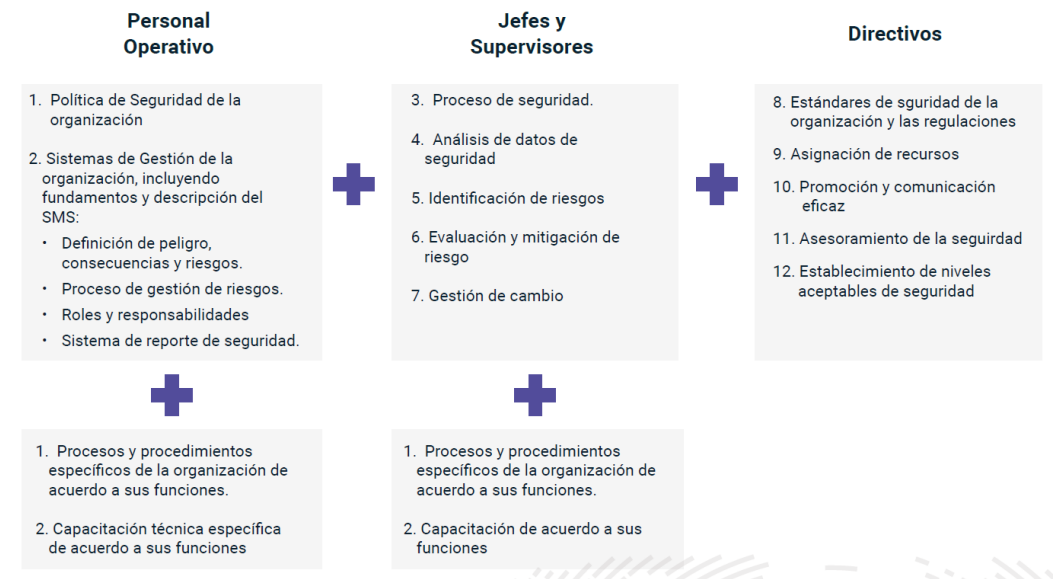 Personal
Operativo
Jefes y
Supervisores
Directivos
1. Política de Seguridad de la
organización
2. Sistemas de Gestión de la
organización, incluyendo
fundamentos y descripción del
SMS:
• Definición de peligro,
consecuencias y riesgos.
• Proceso de gestión de riesgos.
• Roles y responsabilidades
• Sistema de reporte de seguridad.
3. Proceso de seguridad.
4. Análisis de datos de
seguridad
5. Identificación de riesgos
6. Evaluación y mitigación de
riesgo
7. Gestión de cambio
8. Estándares de sguridad de la
organización y las regulaciones
9. Asignación de recursos
10. Promoción y comunicación
eficaz
11. Asesoramiento de la seguirdad
12. Establecimiento de niveles
aceptables de seguridad
1. Procesos y procedimientos
específicos de la organización de
acuerdo a sus funciones.
2. Capacitación técnica específica
de acuerdo a sus funciones
1. Procesos y procedimientos
específicos de la organización de
acuerdo a sus funciones.
2. Capacitación de acuerdo a sus
funciones